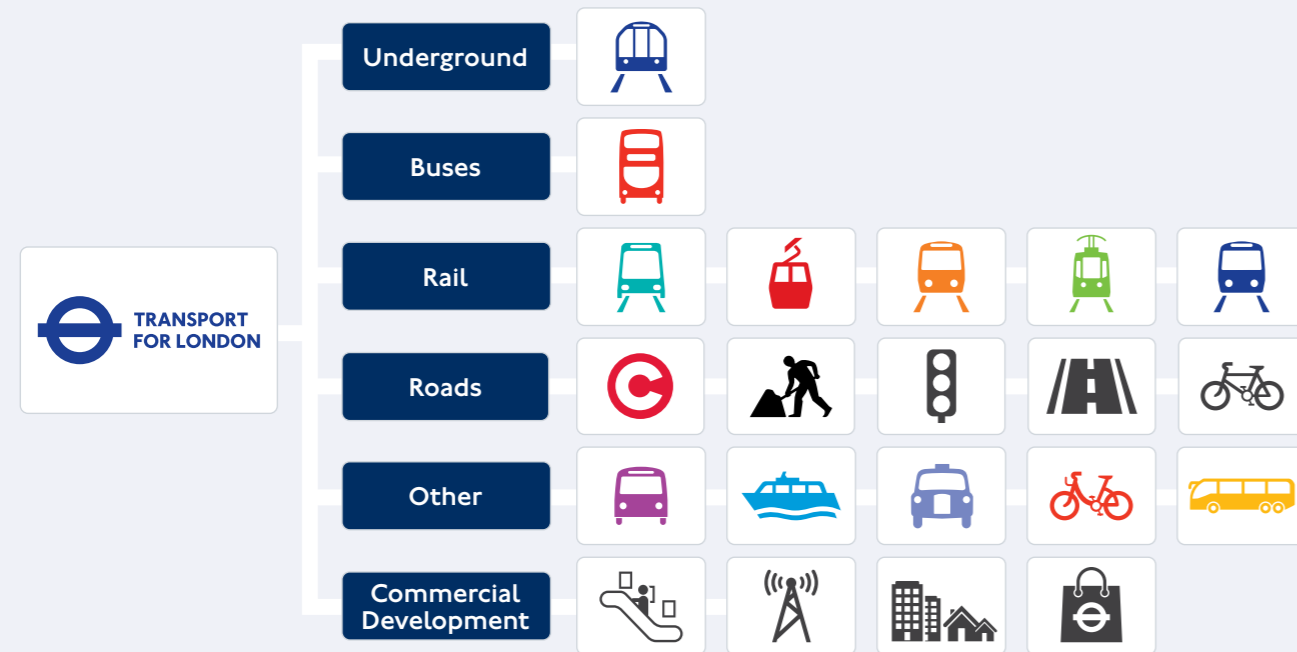 Underground
Buses
Rail
TRANSPORT
FOR LONDON
Roads
Other
Commercial
Development